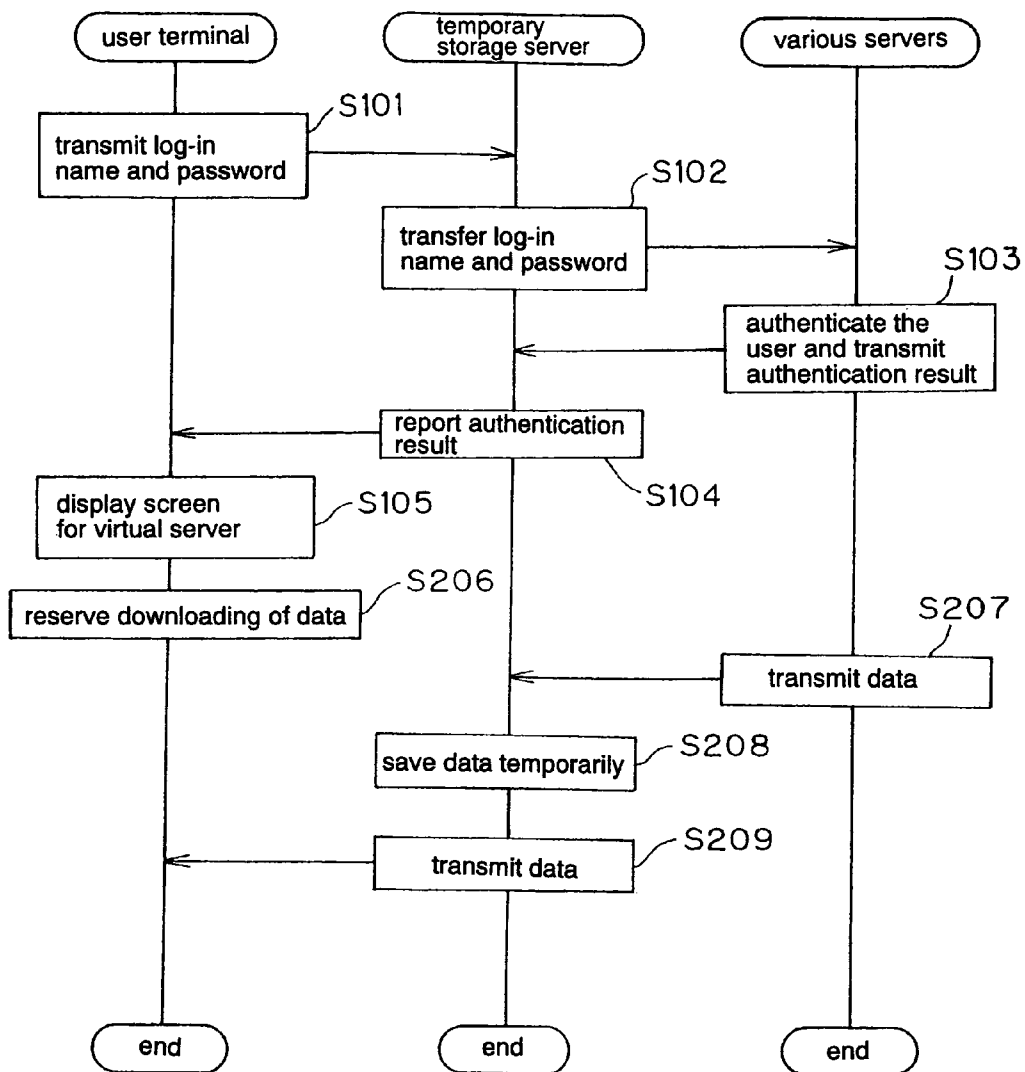 user terminal
temporary
storage server
various servers
S101
transmit log-in
name and password
S102
transfer log-in
name and password
S103
authenticate the
user and transmit
authentication result
report authentication
result
S104
display screen
for virtual server
S105
S206
reserve downloading of data
S207
transmit data
save data temporarily
S208
S209
transmit data
end
end
end